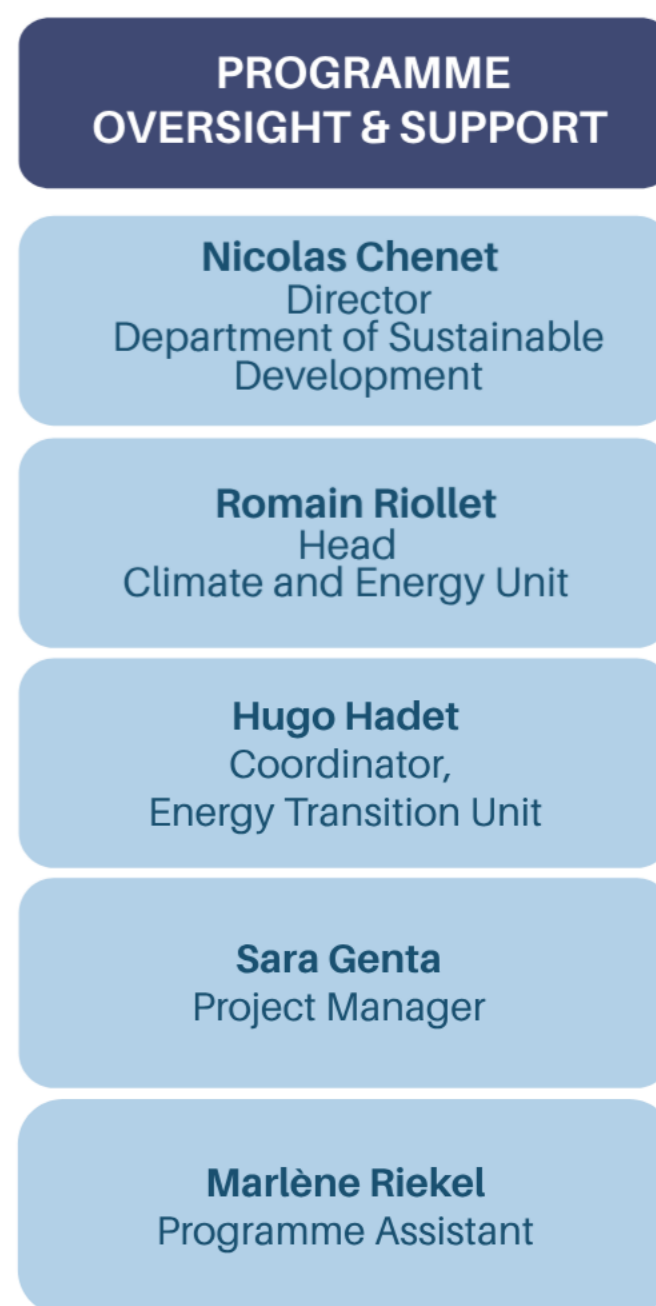 PROGRAMME
OVERSIGHT & SUPPORT
Nicolas Chenet
Director
Department of Sustainable
Development
Romain Riollet
Head
Climate and Energy Unit
Hugo Hadet
Coordinator,
Energy Transition Unit
Sara Genta
Project Manager
Marlène Riekel
Programme Assistant